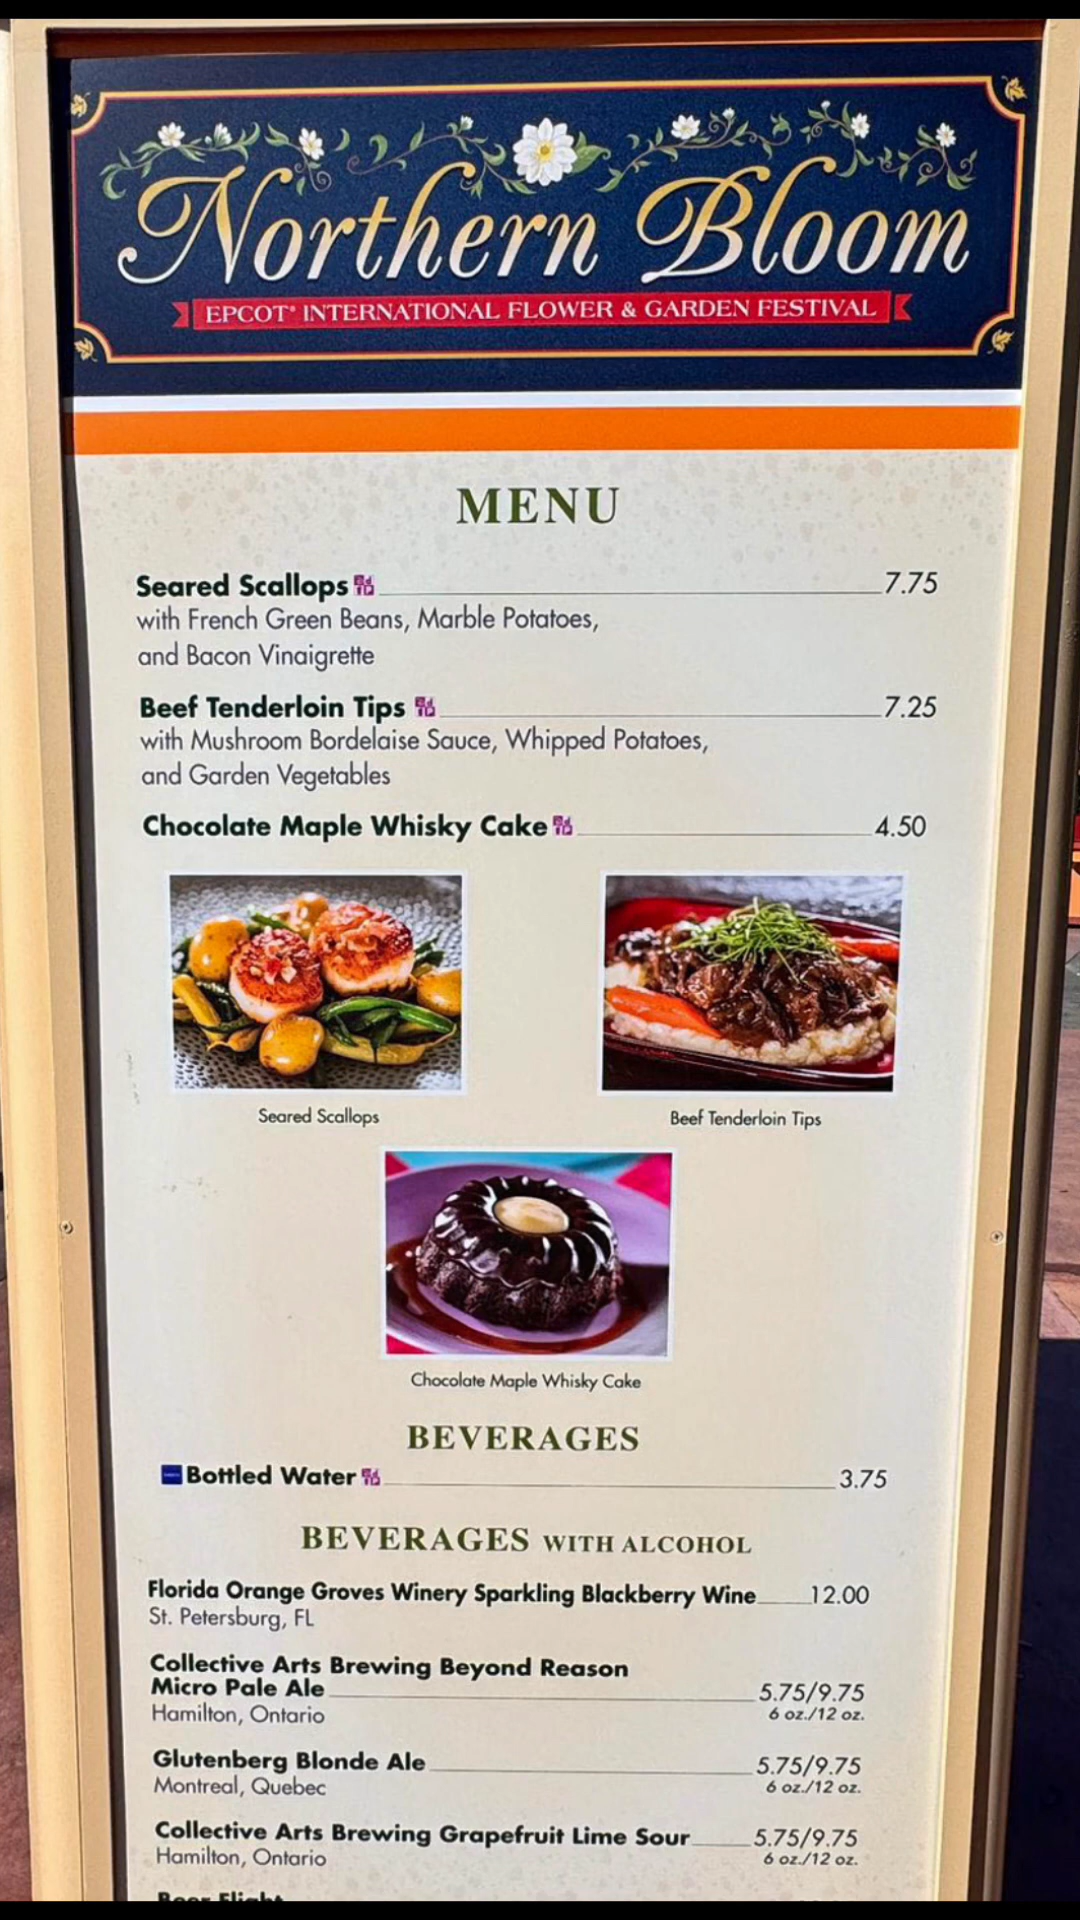 Northern Bloom
EPCOT® INTERNATIONAL FLOWER & GARDEN FESTIVAL
MENU
Seared Scallops 7.75
with French Green Beans, Marble Potatoes,
and Bacon Vinaigrette
Beef Tenderloin Tips 7.25
with Mushroom Bordelaise Sauce, Whipped Potatoes,
and Garden Vegetables
Chocolate Maple Whisky Cake 4.50
Seared Scallops
Beef Tenderloin Tips
Chocolate Maple Whisky Cake
BEVERAGES
Bottled Water 3.75
BEVERAGES WITH ALCOHOL
Florida Orange Groves Winery Sparkling Blackberry Wine 12.00
St. Petersburg, FL
Collective Arts Brewing Beyond Reason
Micro Pale Ale 5.75/9.75
Hamilton, Ontario 6 oz./12 oz.
Glutenberg Blonde Ale 5.75/9.75
Montreal, Quebec 6 oz./12 oz.
Collective Arts Brewing Grapefruit Lime Sour 5.75/9.75
Hamilton, Ontario 6 oz./12 oz.
Beer Flight